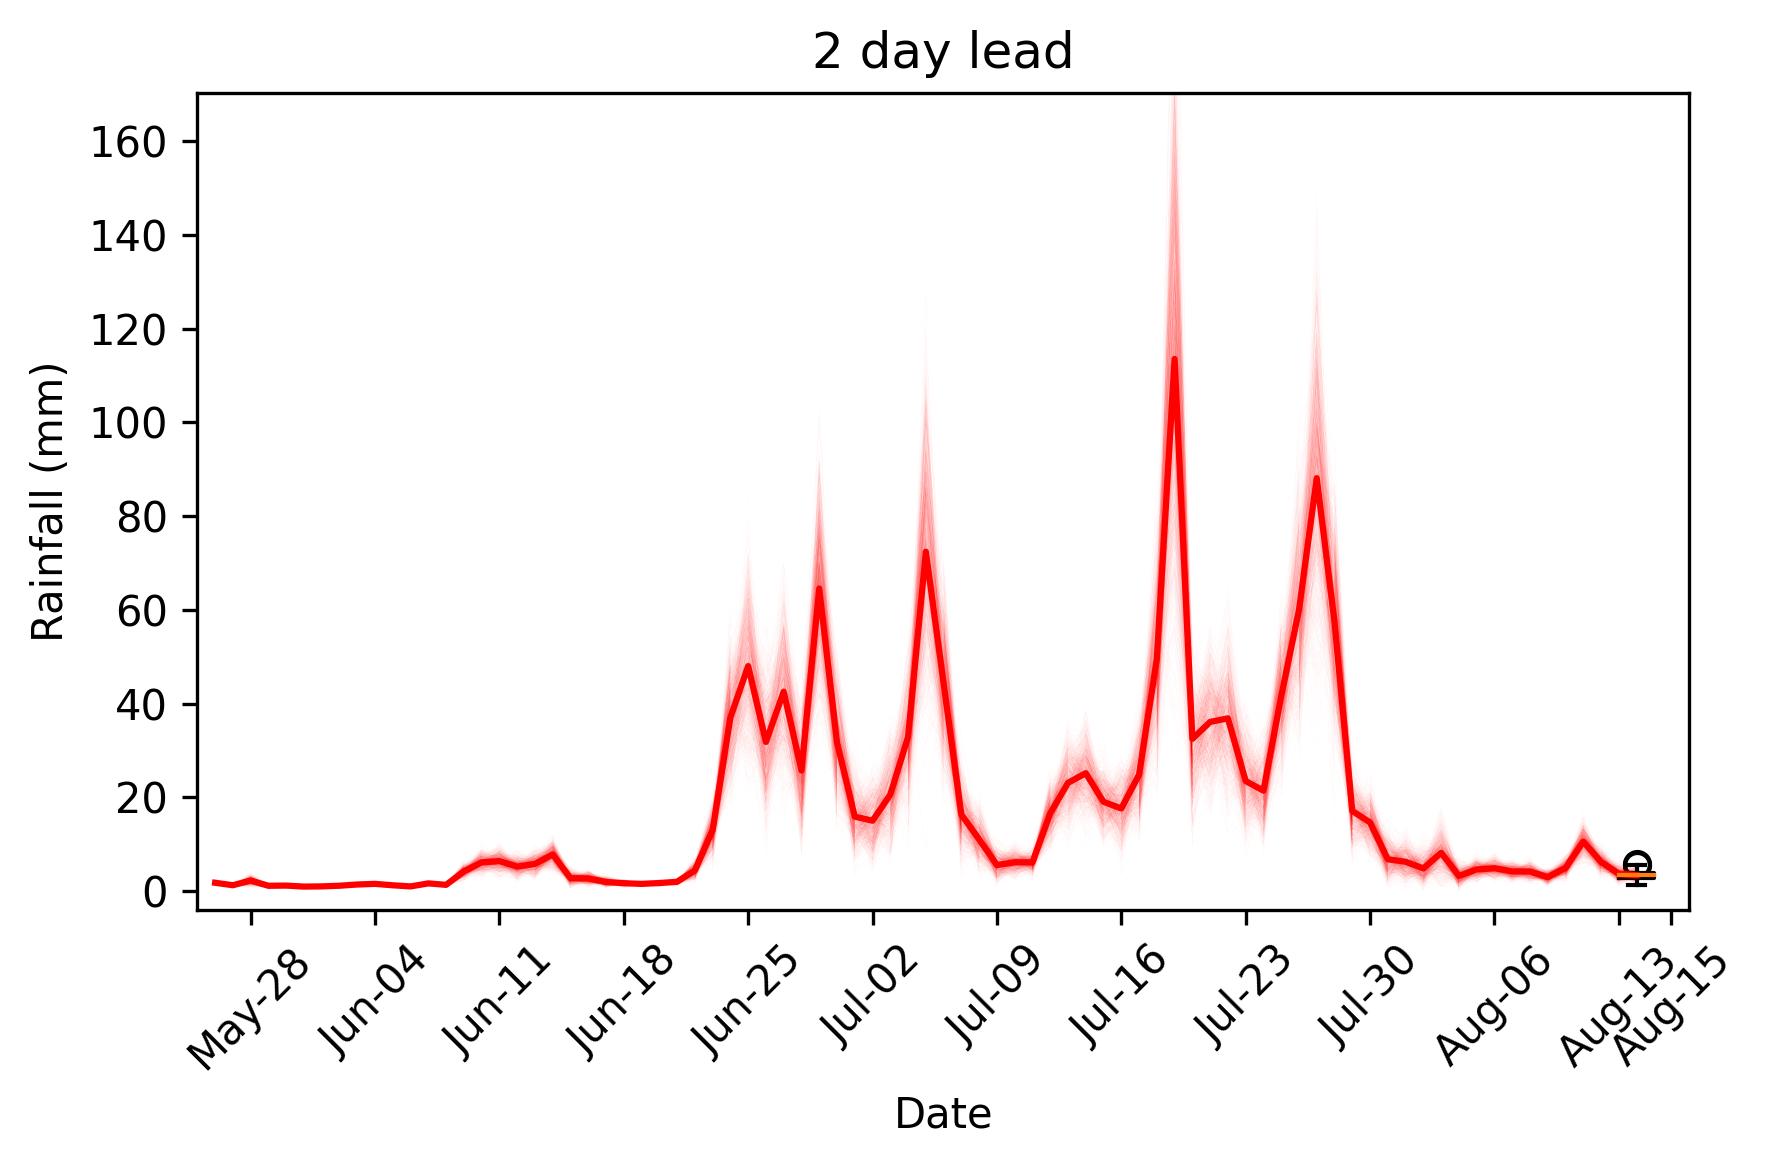 2 day lead
Rainfall (mm)
160
140
120
100
80
60
40
20
0
May-28
Jun-04
Jun-11
Jun-18
Jun-25
Jul-02
Jul-09
Jul-16
Jul-23
Jul-30
Aug-06
Aug-13
Aug-15
Date